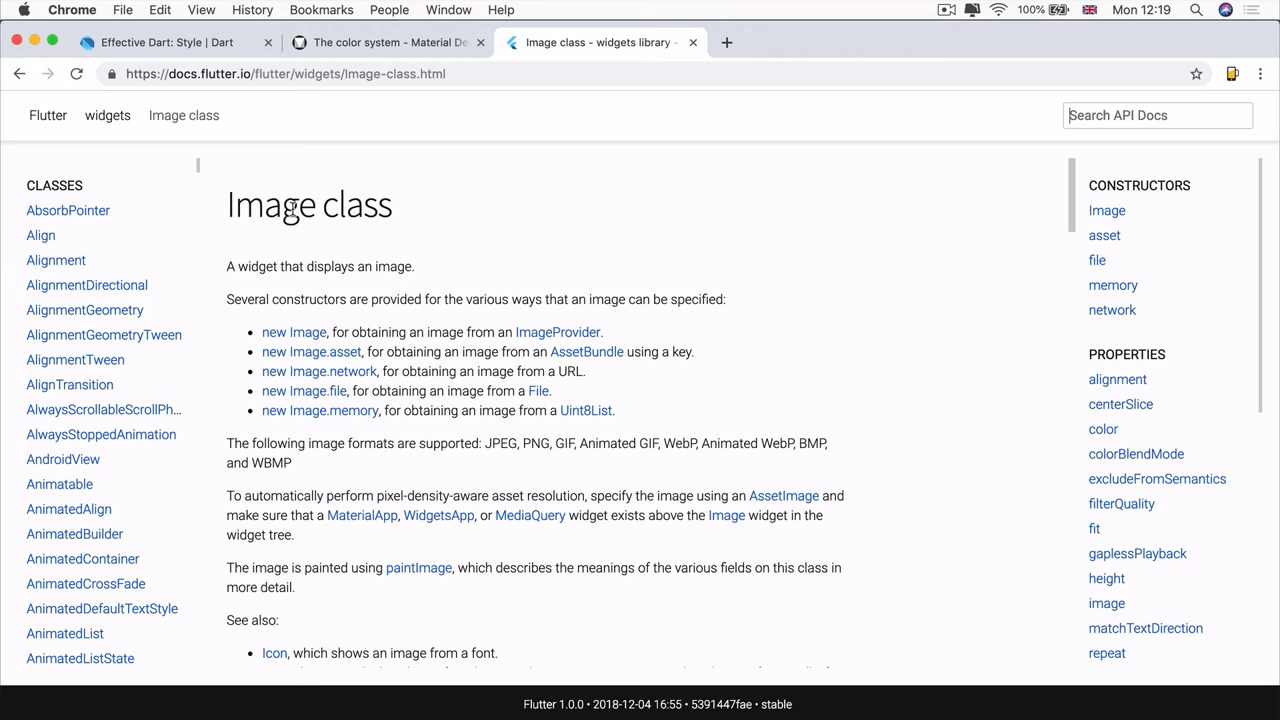 Chrome File Edit View History Bookmarks People Window Help 100% Mon 12:19
Effective Dart: Style | Dart
The color system - Material De
Image class - widgets library -
https://docs.flutter.io/flutter/widgets/Image-class.html
Flutter widgets Image class
Search API Docs
CLASSES
AbsorbPointer
Align
Alignment
AlignmentDirectional
AlignmentGeometry
AlignmentGeometryTween
AlignmentTween
AlignTransition
AlwaysScrollableScrollPh...
AlwaysStoppedAnimation
AndroidView
Animatable
AnimatedAlign
AnimatedBuilder
AnimatedContainer
AnimatedCrossFade
AnimatedDefaultTextStyle
AnimatedList
AnimatedListState
Image class
A widget that displays an image.
Several constructors are provided for the various ways that an image can be specified:
• new Image, for obtaining an image from an ImageProvider.
• new Image.asset, for obtaining an image from an AssetBundle using a key.
• new Image.network, for obtaining an image from a URL.
• new Image.file, for obtaining an image from a File.
• new Image.memory, for obtaining an image from a Uint8List.
The following image formats are supported: JPEG, PNG, GIF, Animated GIF, WebP, Animated WebP, BMP,
and WBMP
To automatically perform pixel-density-aware asset resolution, specify the image using an AssetImage and
make sure that a MaterialApp, WidgetsApp, or MediaQuery widget exists above the Image widget in the
widget tree.
The image is painted using paintImage, which describes the meanings of the various fields on this class in
more detail.
See also:
• Icon, which shows an image from a font.
CONSTRUCTORS
Image
asset
file
memory
network
PROPERTIES
alignment
centerSlice
color
colorBlendMode
excludeFromSemantics
filterQuality
fit
gaplessPlayback
height
image
matchTextDirection
repeat
Flutter 1.0.0 • 2018-12-04 16:55 • 5391447fae • stable